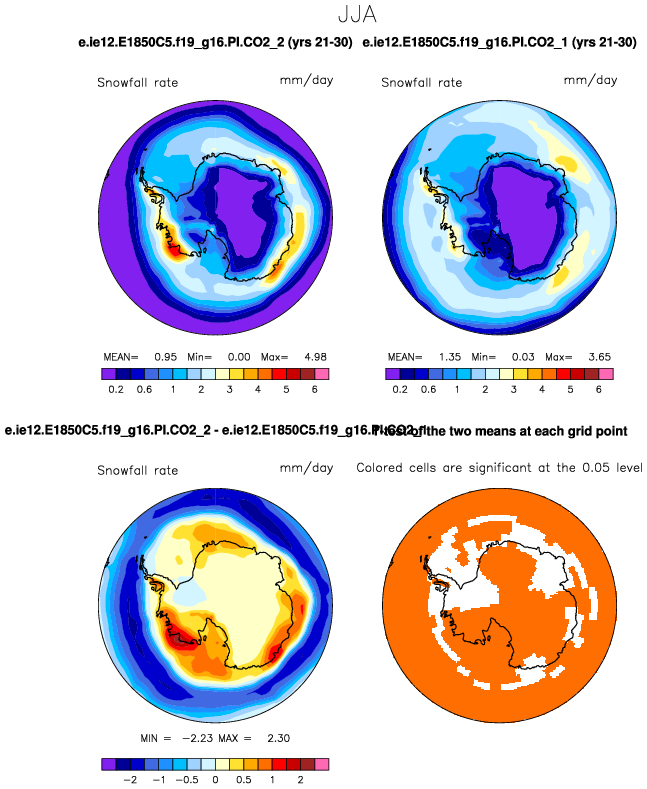 JJA
e.ie12.E1850C5.f19_g16.PI.CO2_2 (yrs 21-30) e.ie12.E1850C5.f19_g16.PI.CO2_1 (yrs 21-30)
Snowfall rate mm/day Snowfall rate mm/day
MEAN= 0.95 Min= 0.00 Max= 4.98 MEAN= 1.35 Min= 0.03 Max= 3.65
0.2 0.6 1 2 3 4 5 6 0.2 0.6 1 2 3 4 5 6
e.ie12.E1850C5.f19_g16.PI.CO2_2 - e.ie12.E1850C5.f19_g16.PI.CO2_1 T-test of the two means at each grid point
Snowfall rate mm/day Colored cells are significant at the 0.05 level
MIN = -2.23 MAX = 2.30
-2 -1 -0.5 0 0.5 1 2